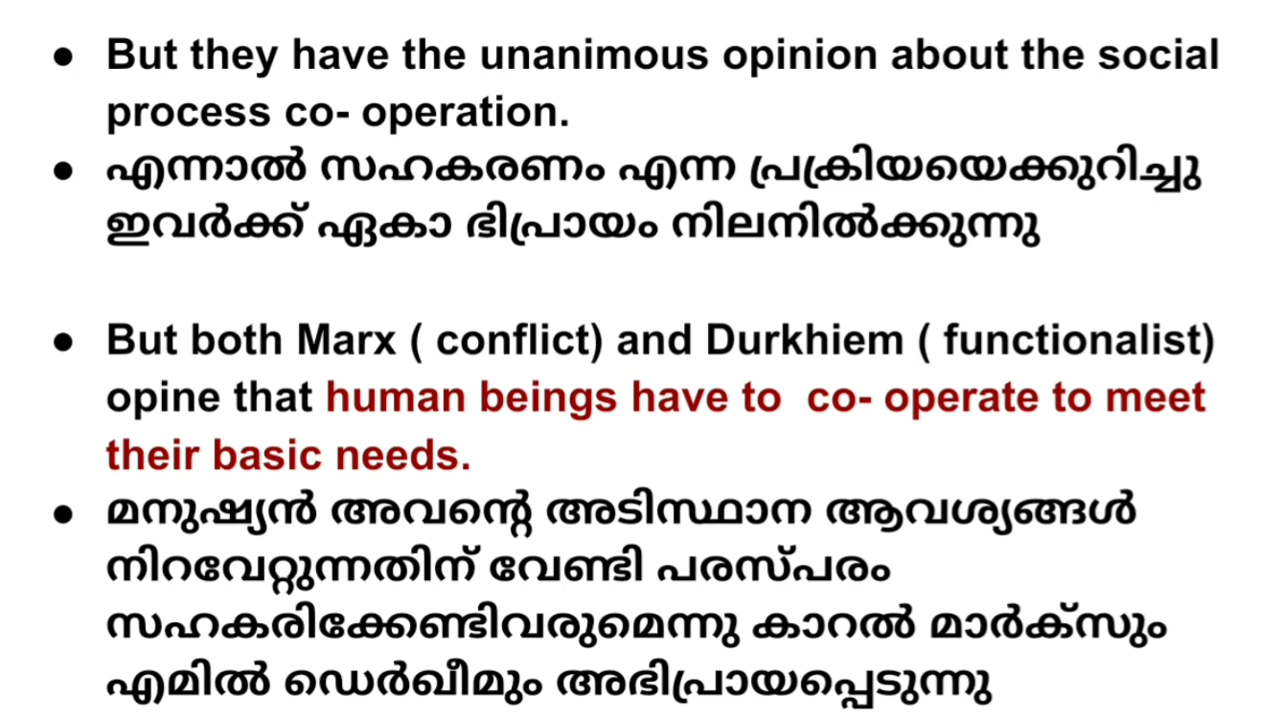 ● But they have the unanimous opinion about the social
process co- operation.
● എന്നാൽ സഹകരണം എന്ന പ്രക്രിയയെക്കുറിച്ചു
ഇവർക്ക് ഏകാ ഭിപ്രായം നിലനിൽക്കുന്നു
● But both Marx ( conflict) and Durkhiem ( functionalist)
opine that human beings have to  co- operate to meet
their basic needs.
● മനുഷ്യൻ അവന്റെ അടിസ്ഥാന ആവശ്യങ്ങൾ
നിറവേറ്റുന്നതിന് വേണ്ടി പരസ്പരം
സഹകരിക്കേണ്ടിവരുമെന്നു കാറൽ മാർക്സും
എമിൽ ഡെർഖീമും അഭിപ്രായപ്പെടുന്നു